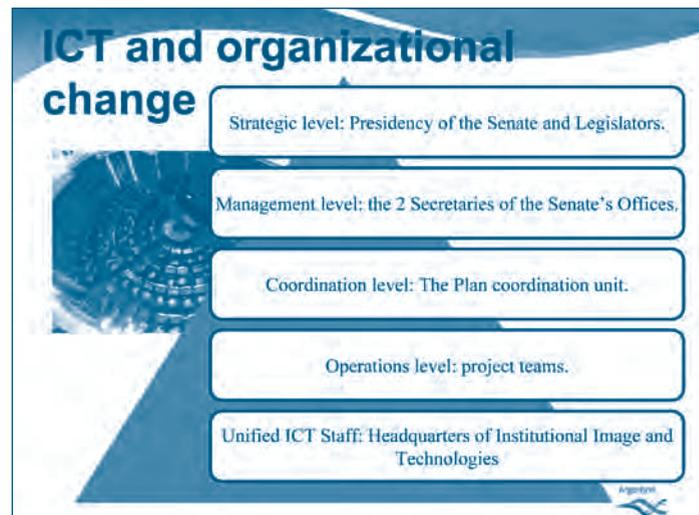 ICT and organizational
change
Strategic level: Presidency of the Senate and Legislators.
Management level: the 2 Secretaries of the Senate's Offices.
Coordination level: The Plan coordination unit.
Operations level: project teams.
Unified ICT Staff: Headquarters of Institutional Image and
Technologies
Argentina